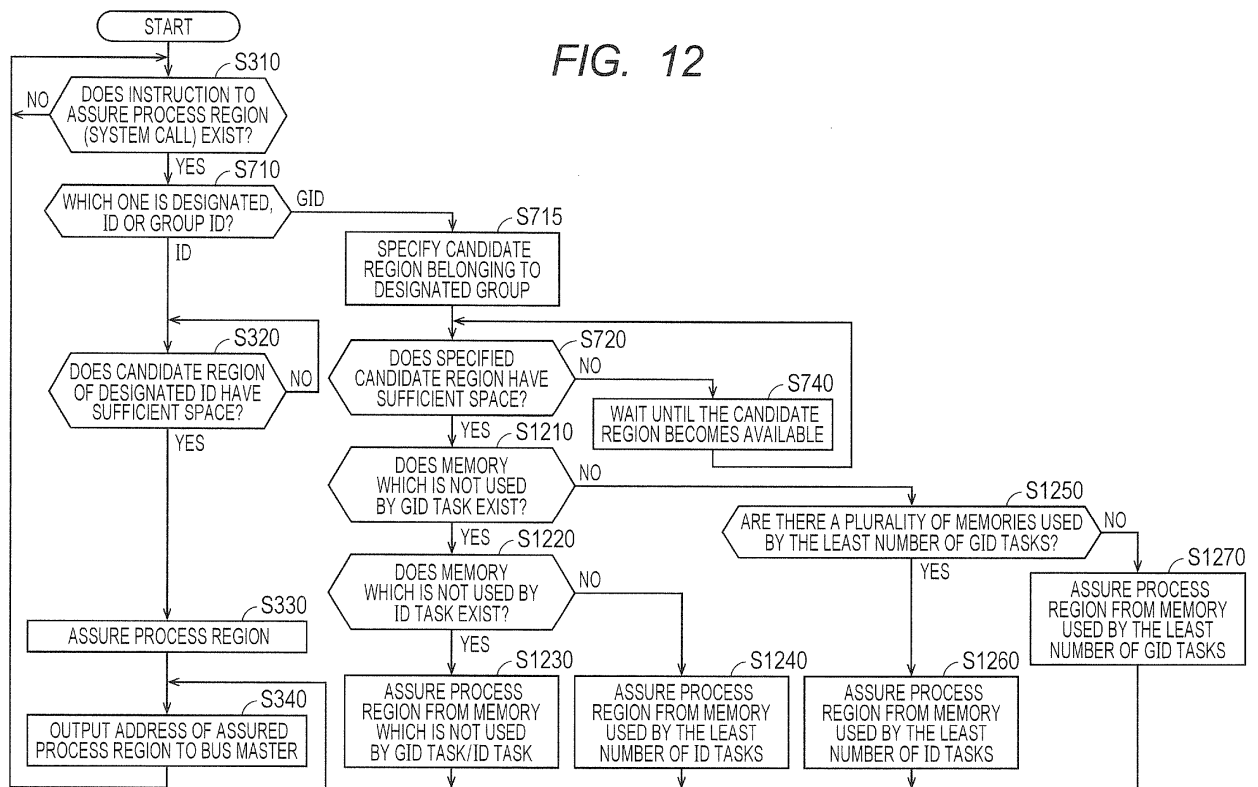 START
FIG. 12
S310
NO
DOES INSTRUCTION TO
ASSURE PROCESS REGION
(SYSTEM CALL) EXIST?
YES
S710
WHICH ONE IS DESIGNATED,
ID OR GROUP ID?
GID
ID
S715
SPECIFY CANDIDATE
REGION BELONGING TO
DESIGNATED GROUP
S320
DOES CANDIDATE REGION
OF DESIGNATED ID HAVE
SUFFICIENT SPACE?
NO
YES
S720
DOES SPECIFIED
CANDIDATE REGION HAVE
SUFFICIENT SPACE?
NO
YES
S740
WAIT UNTIL THE CANDIDATE
REGION BECOMES AVAILABLE
S1210
DOES MEMORY
WHICH IS NOT USED
BY GID TASK EXIST?
NO
YES
S1250
ARE THERE A PLURALITY OF MEMORIES USED
BY THE LEAST NUMBER OF GID TASKS?
NO
YES
S1220
DOES MEMORY
WHICH IS NOT USED BY
ID TASK EXIST?
NO
YES
S1270
ASSURE PROCESS
REGION FROM MEMORY
USED BY THE LEAST
NUMBER OF GID TASKS
S330
ASSURE PROCESS REGION
S340
OUTPUT ADDRESS OF ASSURED
PROCESS REGION TO BUS MASTER
S1230
ASSURE PROCESS
REGION FROM MEMORY
WHICH IS NOT USED
BY GID TASK/ID TASK
S1240
ASSURE PROCESS
REGION FROM MEMORY
USED BY THE LEAST
NUMBER OF ID TASKS
S1260
ASSURE PROCESS
REGION FROM MEMORY
USED BY THE LEAST
NUMBER OF ID TASKS